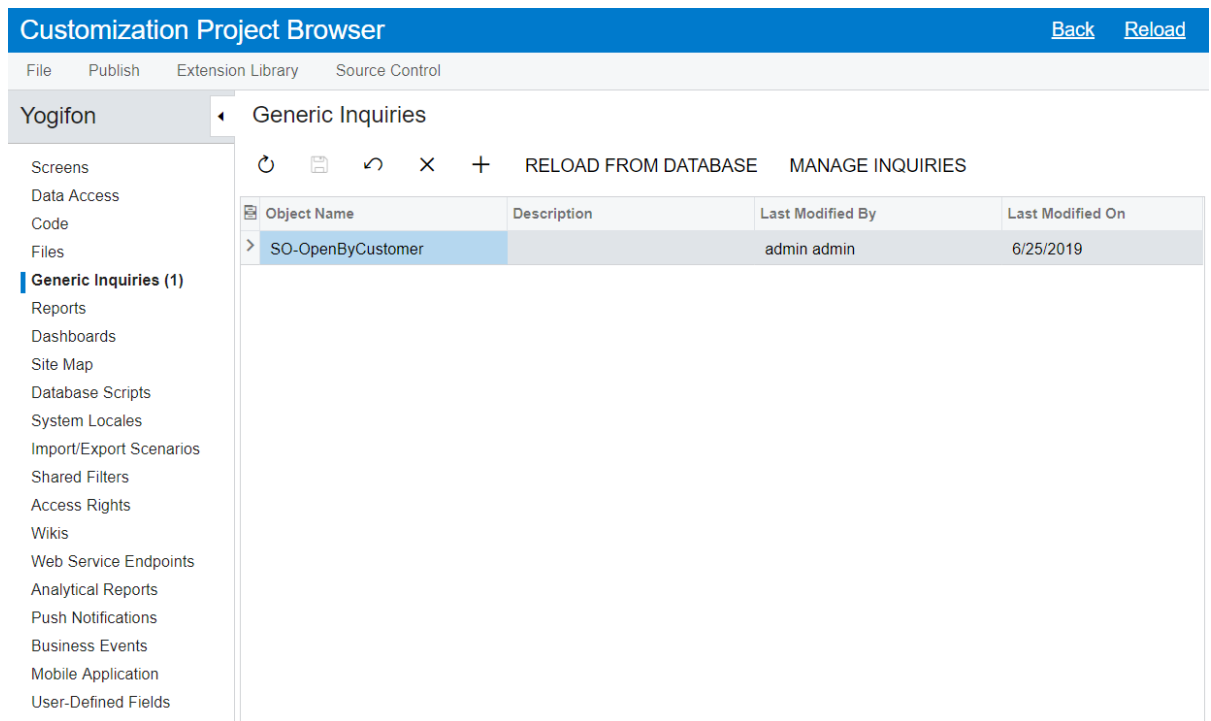 Customization Project Browser Back Reload
File Publish Extension Library Source Control
Yogifon
Screens
Data Access
Code
Files
Generic Inquiries (1)
Reports
Dashboards
Site Map
Database Scripts
System Locales
Import/Export Scenarios
Shared Filters
Access Rights
Wikis
Web Service Endpoints
Analytical Reports
Push Notifications
Business Events
Mobile Application
User-Defined Fields
Generic Inquiries
RELOAD FROM DATABASE MANAGE INQUIRIES
Object Name Description Last Modified By Last Modified On
SO-OpenByCustomer admin admin 6/25/2019